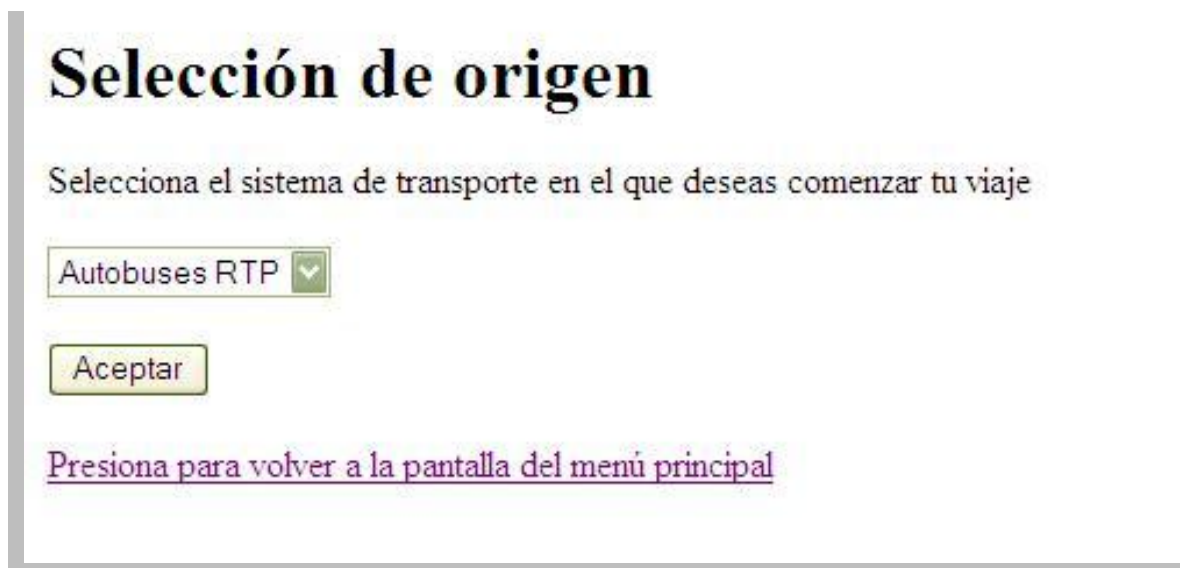 Selección de origen
Selecciona el sistema de transporte en el que deseas comenzar tu viaje
Autobuses RTP
Aceptar
Presiona para volver a la pantalla del menú principal